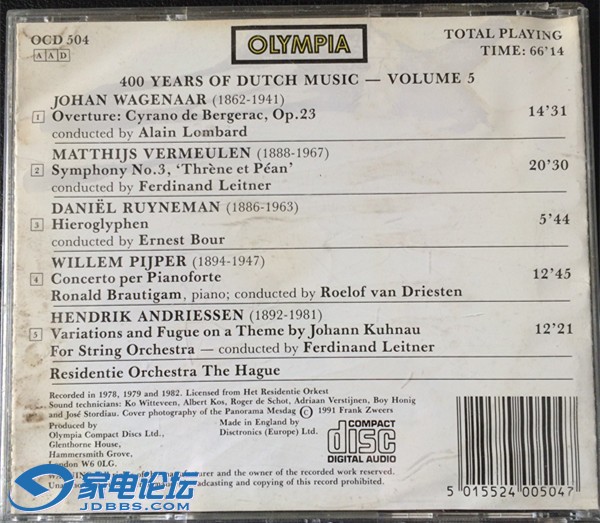 OCD 504
AAD
OLYMPIA
TOTAL PLAYING
TIME: 66'14
400 YEARS OF DUTCH MUSIC — VOLUME 5
JOHAN WAGENAAR (1862-1941)
1 Overture: Cyrano de Bergerac, Op.23 14'31
conducted by Alain Lombard
MATTHIJS VERMEULEN (1888-1967)
2 Symphony No.3, ‘Thrène et Péan’ 20'30
conducted by Ferdinand Leitner
DANIËL RUYNEMAN (1886-1963)
3 Hieroglyphen 5'44
conducted by Ernest Bour
WILLEM PIJPER (1894-1947)
4 Concerto per Pianoforte 12'45
Ronald Brautigam, piano; conducted by Roelof van Driesten
HENDRIK ANDRIESSEN (1892-1981)
5 Variations and Fugue on a Theme by Johann Kuhnau 12'21
For String Orchestra — conducted by Ferdinand Leitner
Residentie Orchestra The Hague
Recorded in 1978, 1979 and 1982. Licensed from Het Residentie Orkest
Sound technicians: Ko Witteveen, Albert Kos, Roger de Schot, Adriaan Verstijnen, Boy Honig
and José Stordiau. Cover photography of the Panorama Mesdag © 1991 Frank Zweers
Produced by
Olympia Compact Discs Ltd.,
Glenthorne House,
Hammersmith Grove,
London W6 0LG.
Made in England by
Disctronics (Europe) Ltd.
COMPACT
disc
DIGITAL AUDIO
and the owner of the recorded work reserved.
broadcasting and copying of this record prohibited.
5 015524 005047
家电论坛
JDBBS.COM